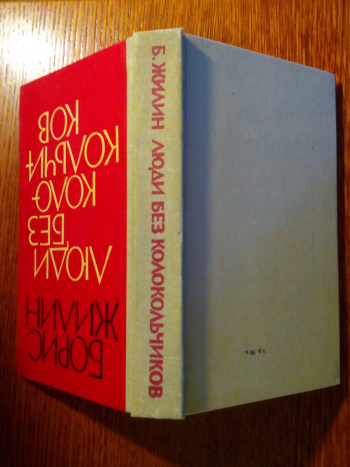 БОРИС
ЖИЛИН
ЛЮДИ
БЕЗ
КОЛО-
КОЛЬЧИ-
КОВ
Б. ЖИЛИН ЛЮДИ БЕЗ КОЛОКОЛЬЧИКОВ